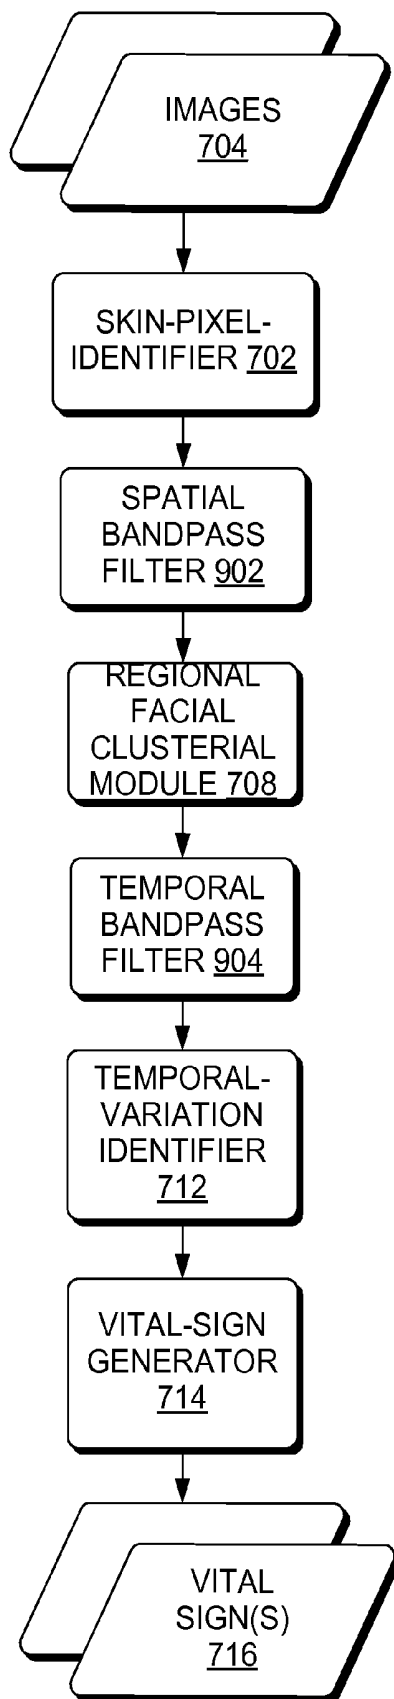 IMAGES
704
SKIN-PIXEL-
IDENTIFIER 702
SPATIAL
BANDPASS
FILTER 902
REGIONAL
FACIAL
CLUSTERIAL
MODULE 708
TEMPORAL
BANDPASS
FILTER 904
TEMPORAL-
VARIATION
IDENTIFIER
712
VITAL-SIGN
GENERATOR
714
VITAL
SIGN(S)
716